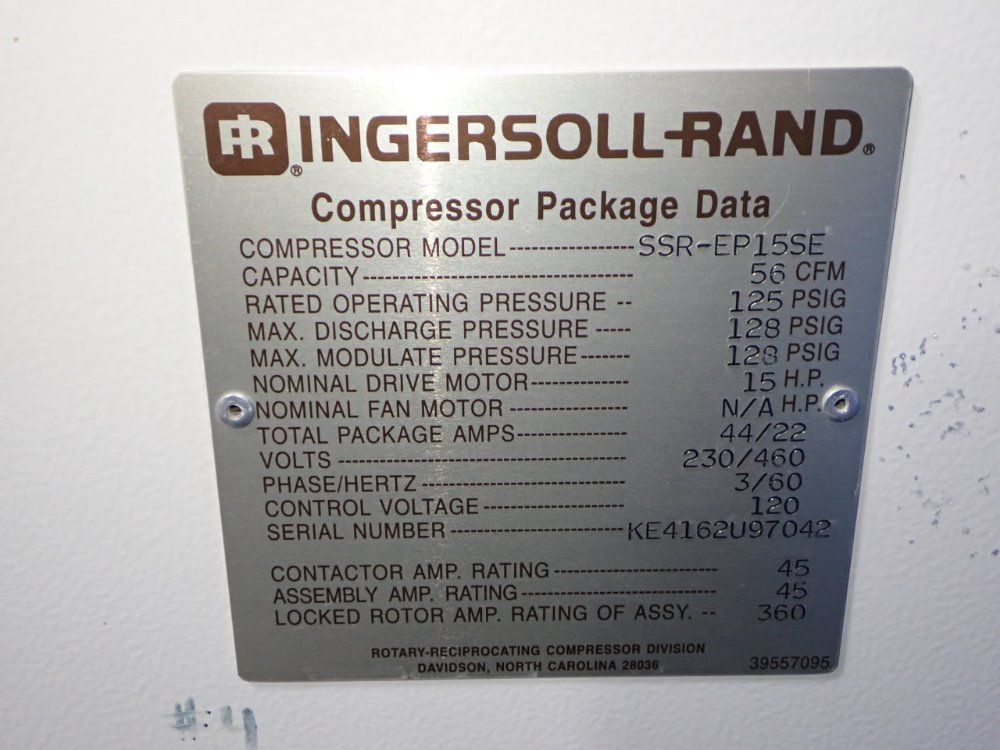 IR® INGERSOLL-RAND®
Compressor Package Data
COMPRESSOR MODEL --------------- SSR-EP15SE
CAPACITY -------------------------------- 56 CFM
RATED OPERATING PRESSURE -- 125 PSIG
MAX. DISCHARGE PRESSURE ----- 128 PSIG
MAX. MODULATE PRESSURE ------- 128 PSIG
NOMINAL DRIVE MOTOR ------------- 15 H.P.
NOMINAL FAN MOTOR ---------------- N/A H.P.
TOTAL PACKAGE AMPS --------------- 44/22
VOLTS ------------------------------------ 230/460
PHASE/HERTZ -------------------------- 3/60
CONTROL VOLTAGE ------------------- 120
SERIAL NUMBER ----------------------- KE4162U97042
CONTACTOR AMP. RATING ---------------------- 45
ASSEMBLY AMP. RATING -------------------------- 45
LOCKED ROTOR AMP. RATING OF ASSY. -- 360
ROTARY-RECIPROCATING COMPRESSOR DIVISION
DAVIDSON, NORTH CAROLINA 28036 39557095
#4